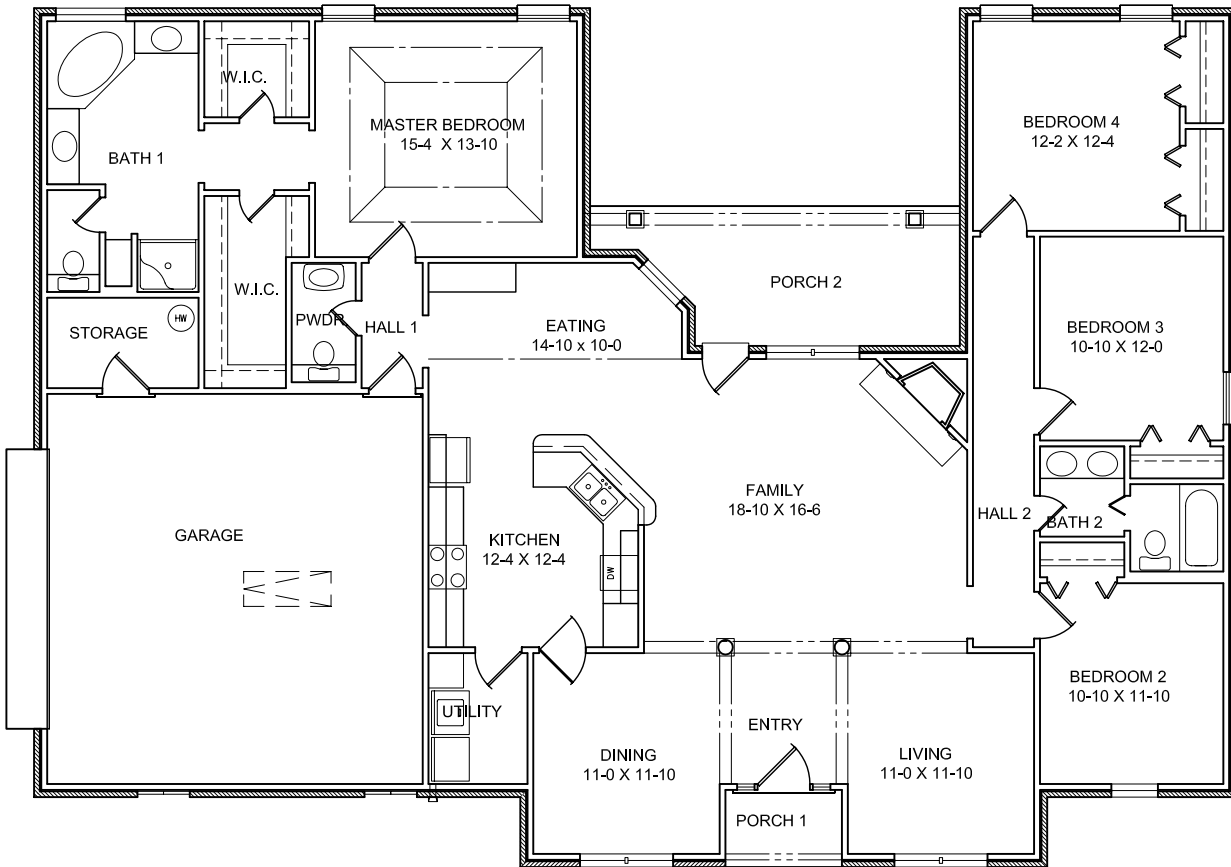 W.I.C.
MASTER BEDROOM
15-4 X 13-10
BEDROOM 4
12-2 X 12-4
BATH 1
W.I.C.
PORCH 2
STORAGE
HW
PWDR
HALL 1
EATING
14-10 x 10-0
BEDROOM 3
10-10 X 12-0
FAMILY
18-10 X 16-6
HALL 2
BATH 2
GARAGE
KITCHEN
12-4 X 12-4
DW
BEDROOM 2
10-10 X 11-10
UTILITY
ENTRY
DINING
11-0 X 11-10
LIVING
11-0 X 11-10
PORCH 1